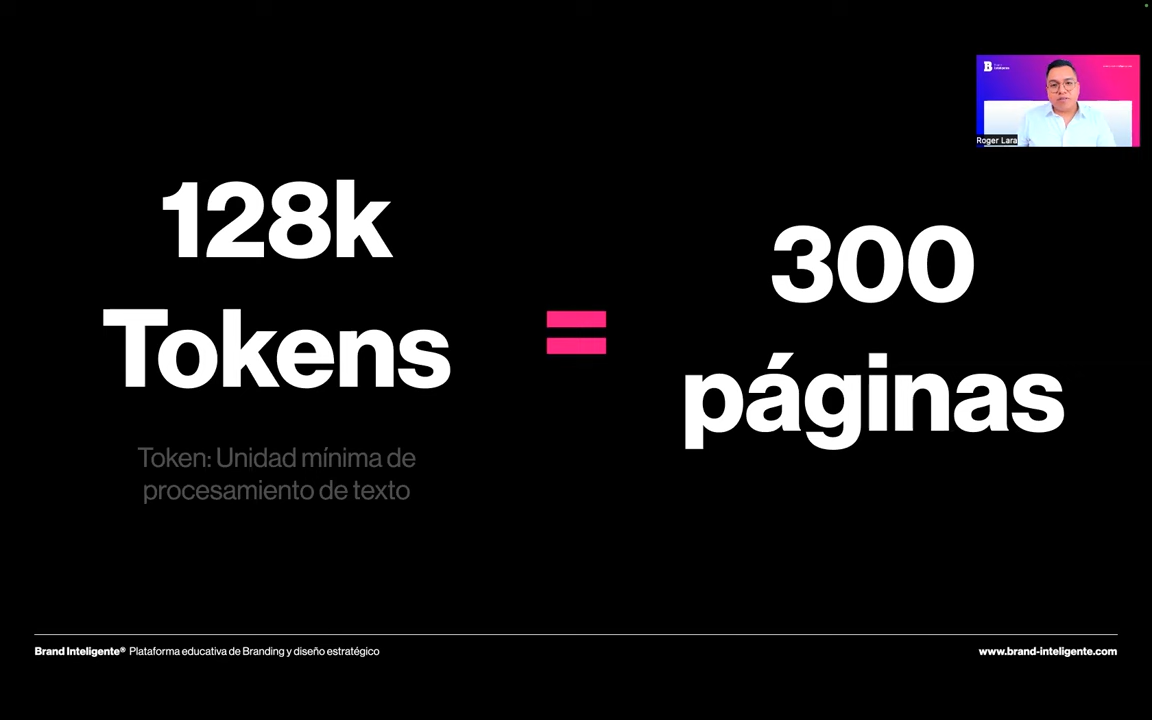 128k
Tokens
Token: Unidad mínima de
procesamiento de texto
=
300
páginas
Roger Lara
Brand Inteligente® Plataforma educativa de Branding y diseño estratégico
www.brand-inteligente.com